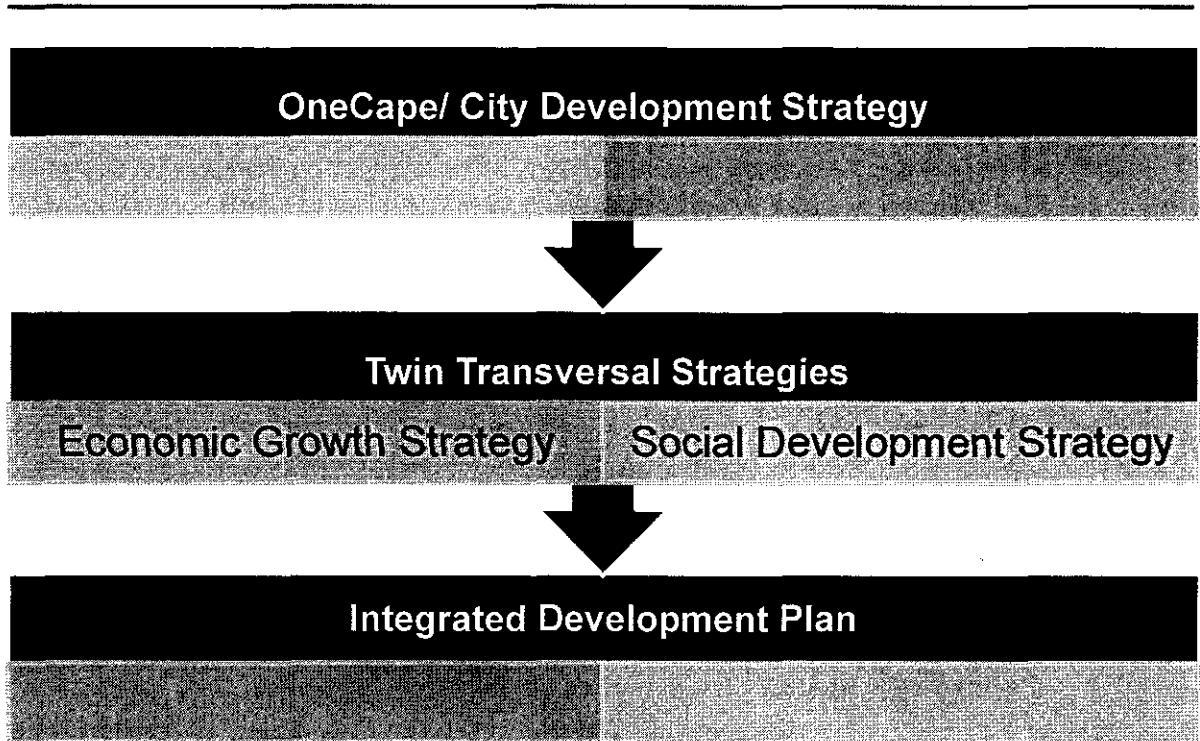 OneCape/ City Development Strategy
Twin Transversal Strategies
Economic Growth Strategy Social Development Strategy
Integrated Development Plan